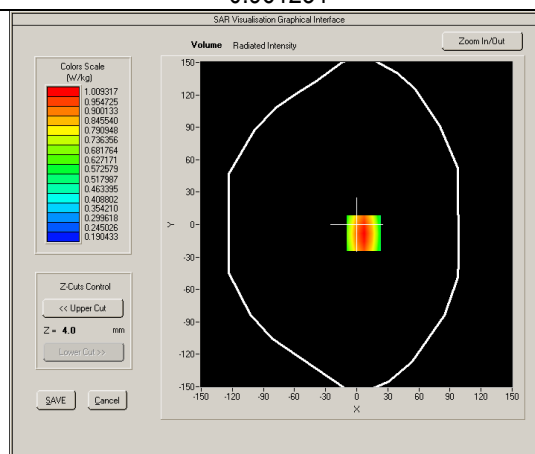 SAR Visualisation Graphical Interface
Volume Radiated Intensity
Zoom In/Out
Colors Scale
(W/kg)
1.009317
0.954725
0.900133
0.845540
0.790948
0.736356
0.681764
0.627171
0.572579
0.517987
0.463395
0.408802
0.354210
0.299618
0.245026
0.190433
Z-Cuts Control
<< Upper Cut
Z = 4.0 mm
Lower Cut >>
SAVE
Cancel
150
120
90
60
30
0
-30
-60
-90
-120
-150
Y
-150 -120 -90 -60 -30 0 30 60 90 120 150
X